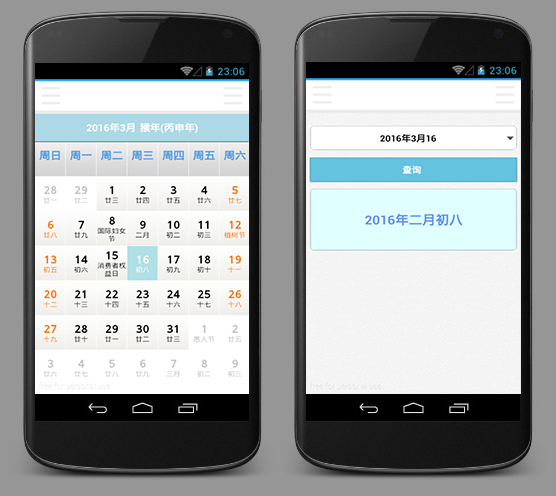 23:06
2016年3月 猴年(丙申年)
周日 周一 周二 周三 周四 周五 周六
28 29 1 2 3 4 5
廿一 廿二 廿三 廿四 廿五 廿六 廿七
6 7 8 9 10 11 12
廿八 廿九 国际妇女节 二月 初二 初三 植树节
13 14 15 16 17 18 19
初五 初六 消费者权益日 初八 初九 初十 十一
20 21 22 23 24 25 26
十二 十三 十四 十五 十六 十七 十八
27 28 29 30 31 1 2
十九 二十 廿一 廿二 廿三 愚人节 廿五
3 4 5 6 7 8 9
廿六 廿七 廿八 廿九 三月 初二 初三
free for personal use
23:06
2016年3月16
查询
2016年二月初八
free for personal use